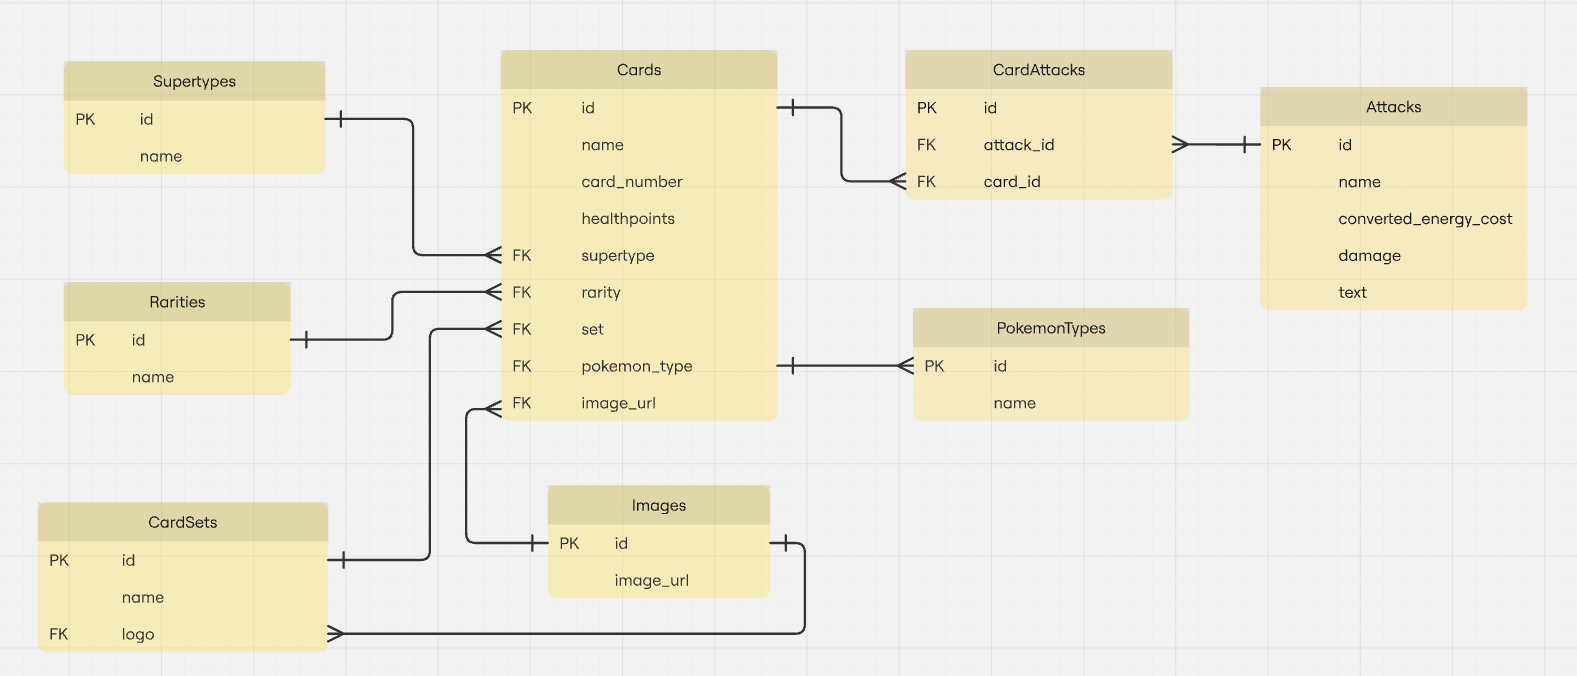 Supertypes
PK id
name
Rarities
PK id
name
CardSets
PK id
name
FK logo
Cards
PK id
name
card_number
healthpoints
FK supertype
FK rarity
FK set
FK pokemon_type
FK image_url
Images
PK id
image_url
CardAttacks
PK id
FK attack_id
FK card_id
PokemonTypes
PK id
name
Attacks
PK id
name
converted_energy_cost
damage
text